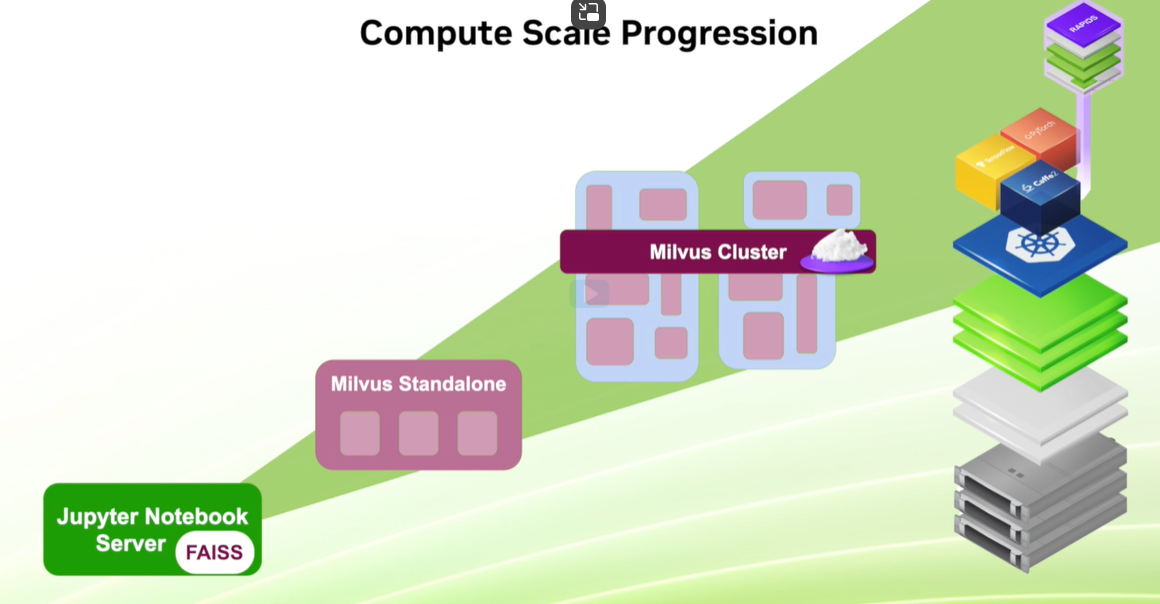 Compute Scale Progression
RAPIDS
PyTorch
TensorFlow
Caffe2
Milvus Cluster
Milvus Standalone
Jupyter Notebook
Server
FAISS